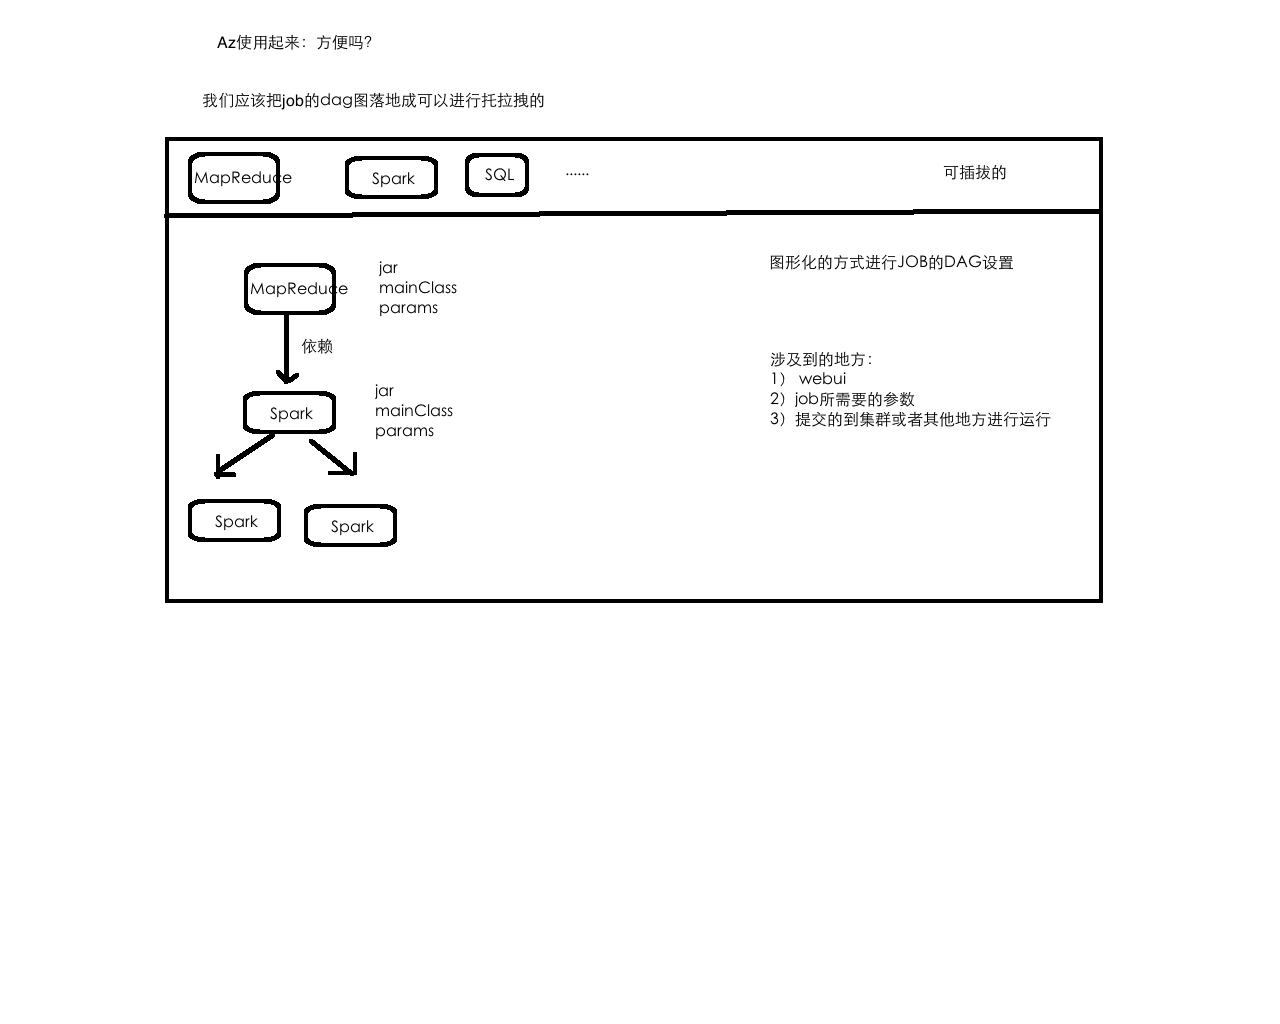 Az使用起来：方便吗？
我们应该把job的dag图落地成可以进行托拉拽的
MapReduce
Spark
SQL
······
可插拔的
图形化的方式进行JOB的DAG设置
MapReduce
jar
mainClass
params
依赖
涉及到的地方：
1） webui
2）job所需要的参数
3）提交的到集群或者其他地方进行运行
Spark
jar
mainClass
params
Spark
Spark